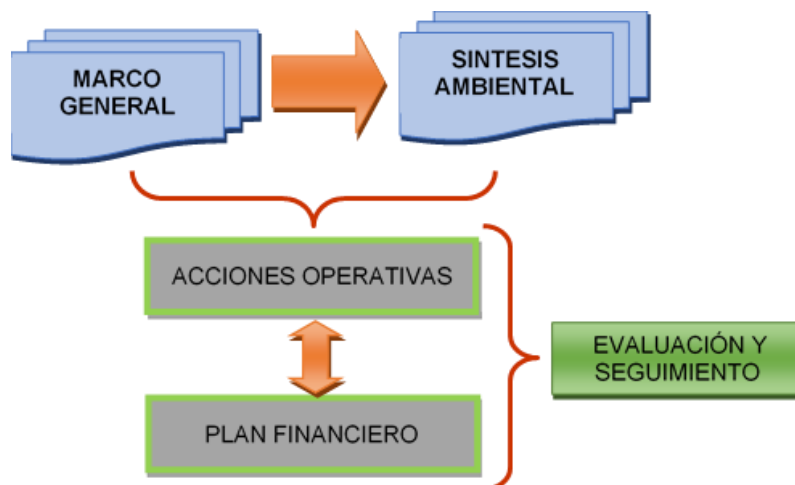 MARCO
GENERAL
SINTESIS
AMBIENTAL
ACCIONES OPERATIVAS
EVALUACIÓN Y
SEGUIMIENTO
PLAN FINANCIERO